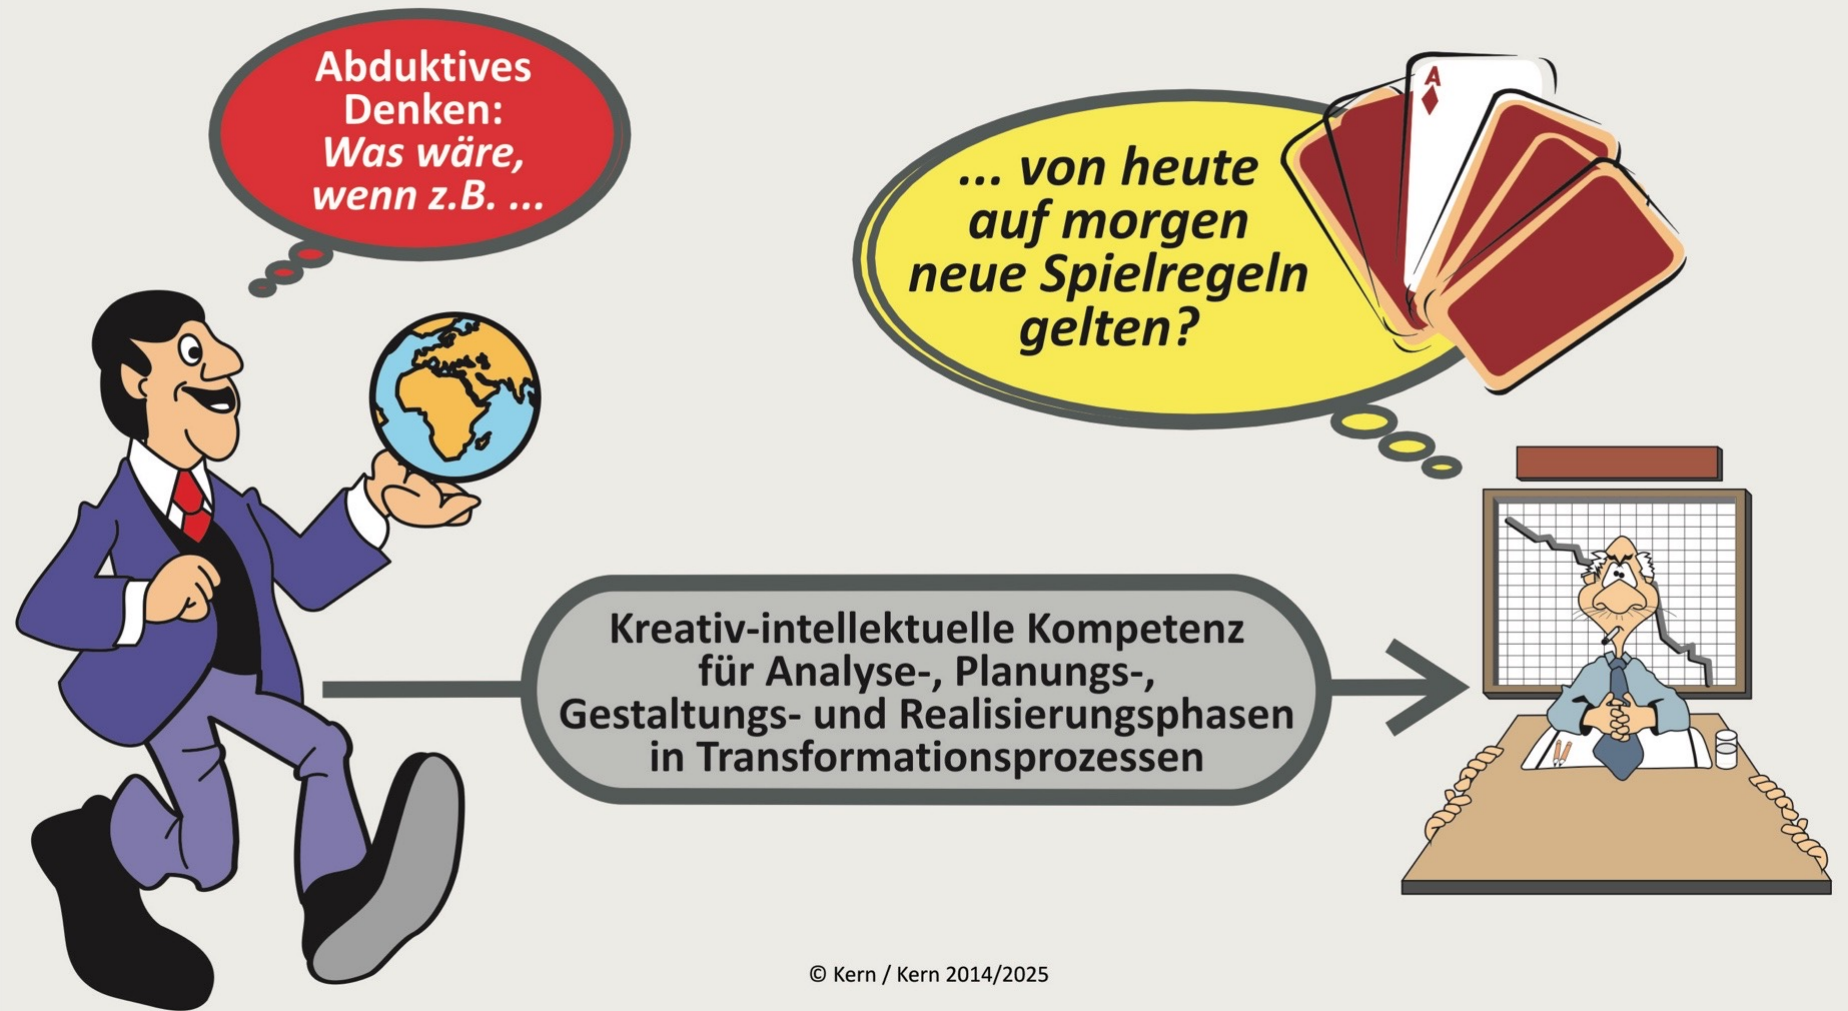 Abduktives
Denken:
Was wäre,
wenn z.B. ...
... von heute
auf morgen
neue Spielregeln
gelten?
A
Kreativ-intellektuelle Kompetenz
für Analyse-, Planungs-,
Gestaltungs- und Realisierungsphasen
in Transformationsprozessen
© Kern / Kern 2014/2025